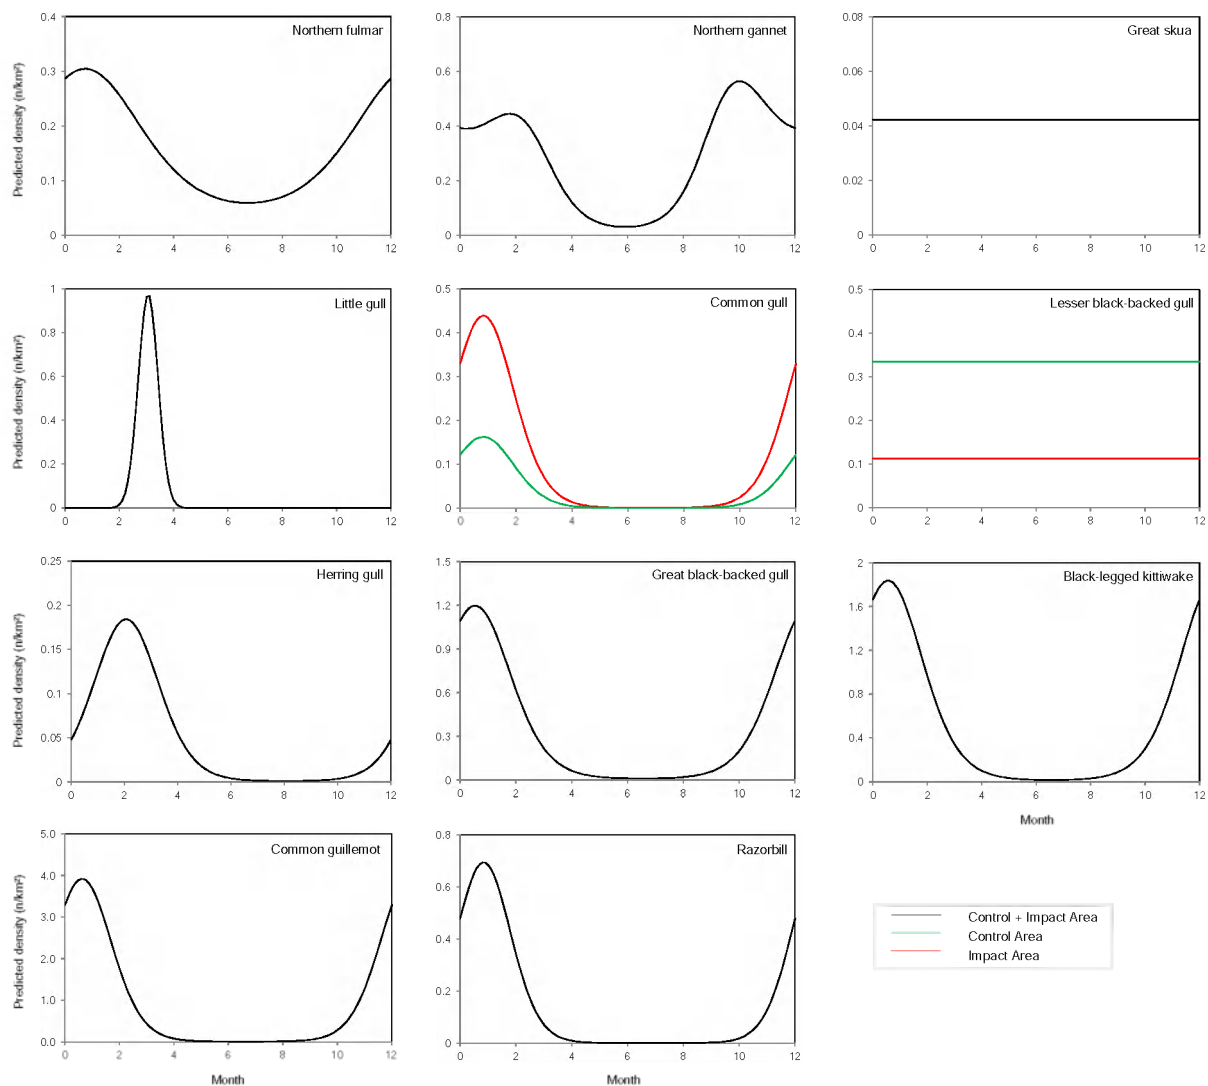 Northern fulmar
Predicted density (n/km²)
0.4
0.3
0.2
0.1
0
0 2 4 6 8 10 12
Northern gannet
0.8
0.6
0.4
0.2
0
0 2 4 6 8 10 12
Great skua
0.08
0.06
0.04
0.02
0
0 2 4 6 8 10 12
Little gull
Predicted density (n/km²)
1
0.8
0.6
0.4
0.2
0
0 2 4 6 8 10 12
Common gull
0.5
0.4
0.3
0.2
0.1
0
0 2 4 6 8 10 12
Lesser black-backed gull
0.5
0.4
0.3
0.2
0.1
0
0 2 4 6 8 10 12
Herring gull
Predicted density (n/km²)
0.25
0.2
0.15
0.1
0.05
0
0 2 4 6 8 10 12
Great black-backed gull
1.5
1.2
0.9
0.6
0.3
0
0 2 4 6 8 10 12
Black-legged kittiwake
2
1.6
1.2
0.8
0.4
0
0 2 4 6 8 10 12
Month
Common guillemot
Predicted density (n/km²)
5.0
4.0
3.0
2.0
1.0
0.0
0 2 4 6 8 10 12
Month
Razorbill
0.8
0.6
0.4
0.2
0
0 2 4 6 8 10 12
Month
Control + Impact Area
Control Area
Impact Area